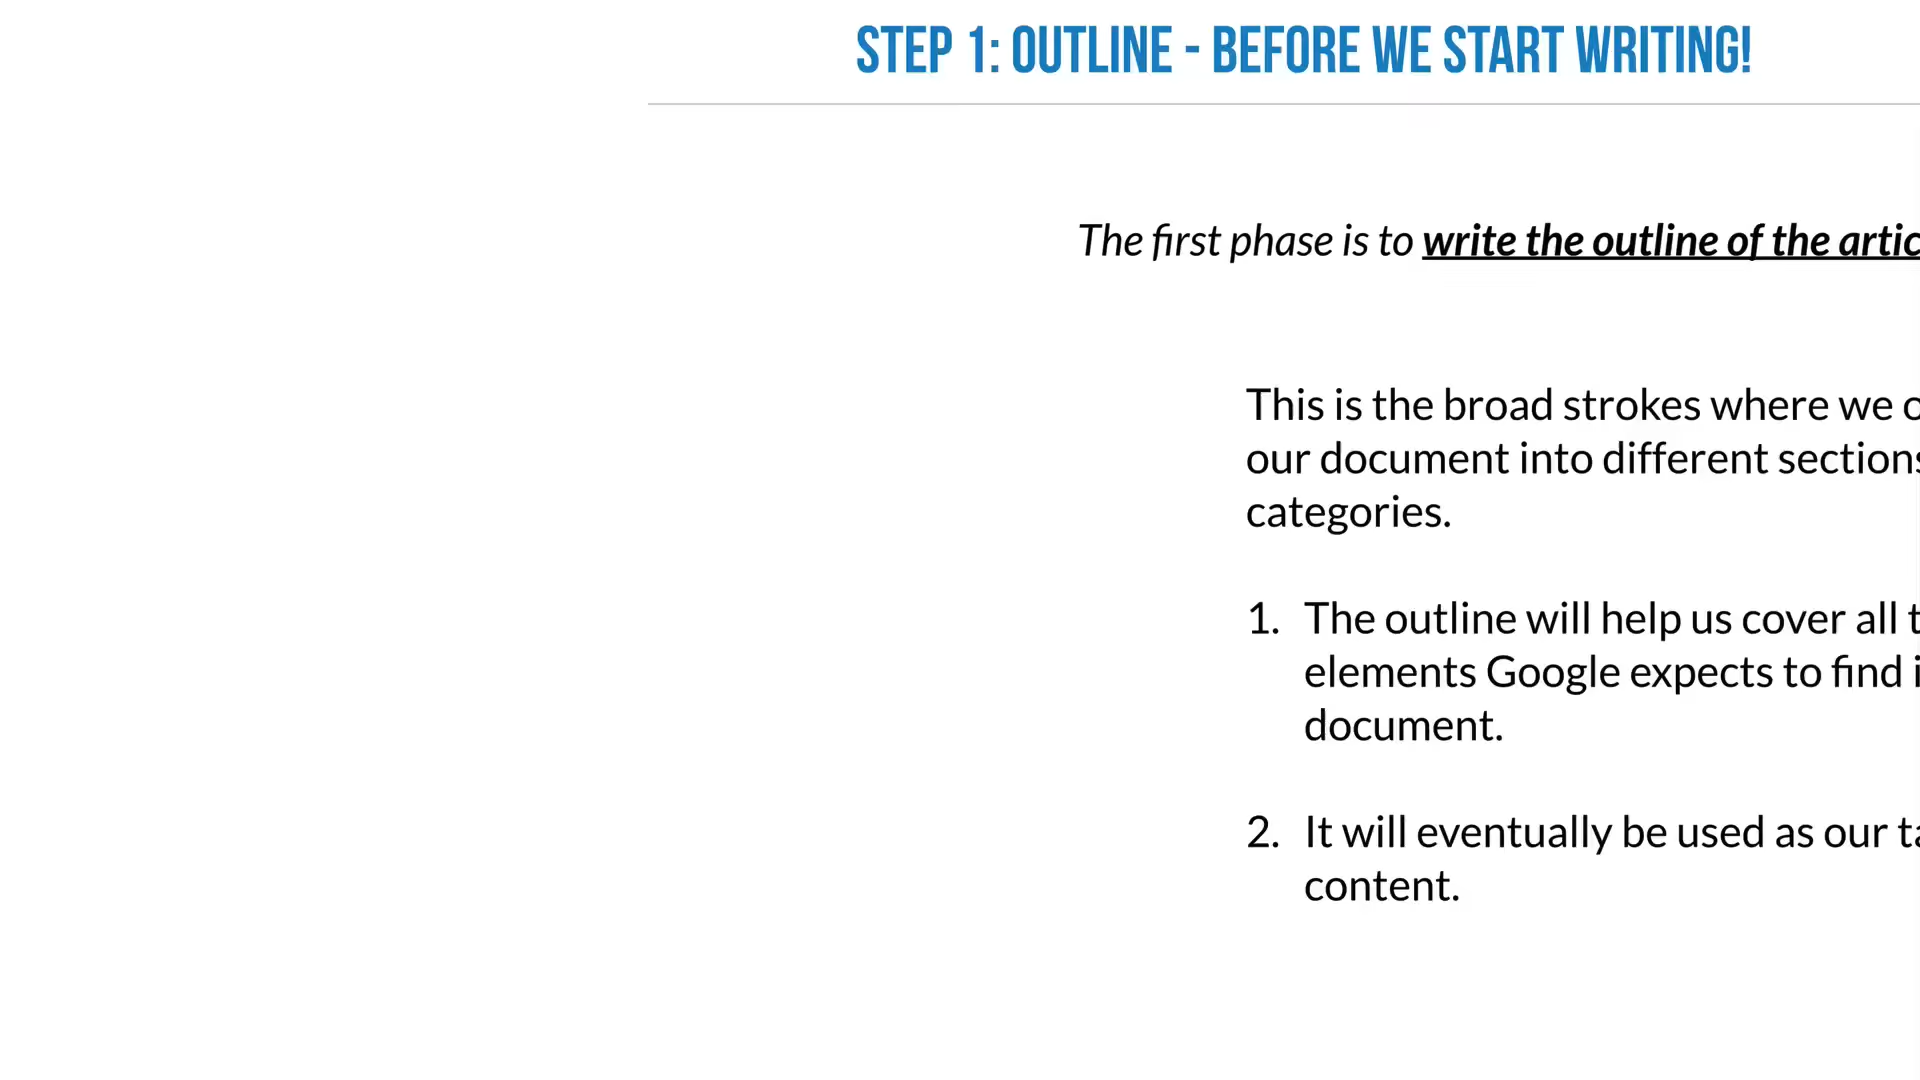 STEP 1: OUTLINE - BEFORE WE START WRITING!
The first phase is to write the outline of the
This is the broad strokes where we
our document into different sections
categories.
1. The outline will help us cover all
elements Google expects to find
document.
2. It will eventually be used as our
content.